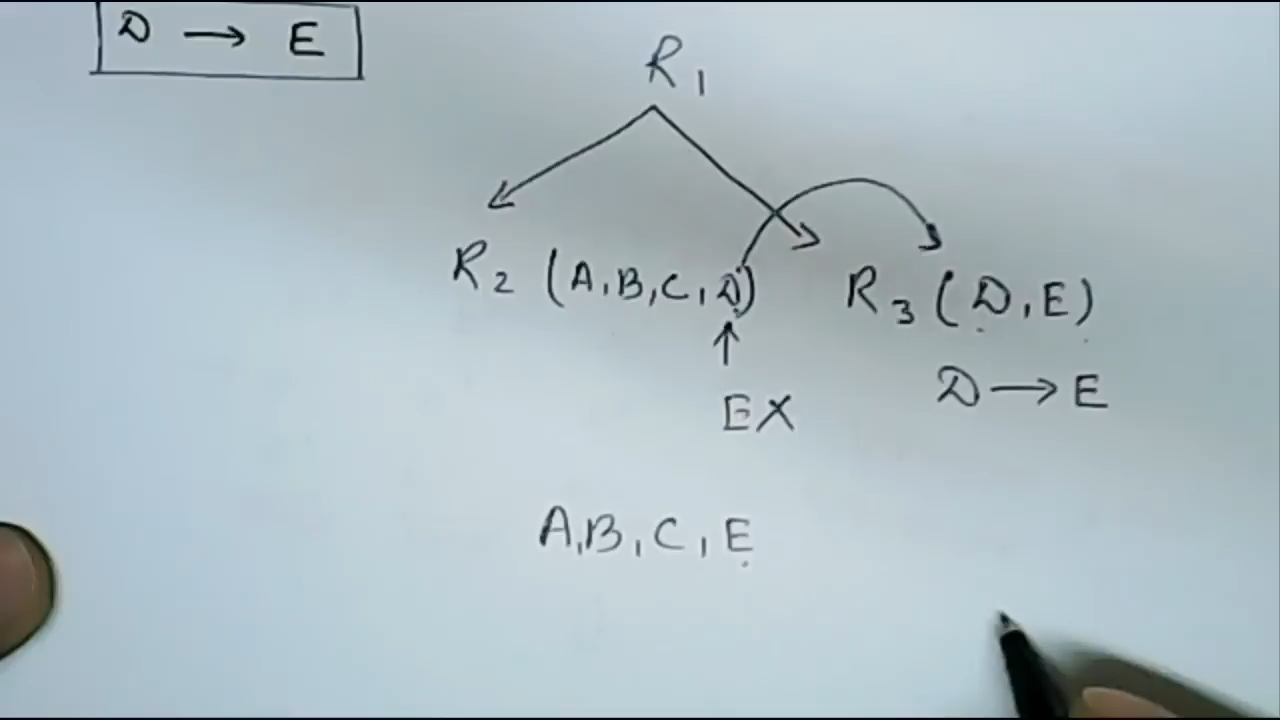 D → E
R1
R2 (A,B,C,D) R3 (D,E)
D → E
EX
A,B,C,E